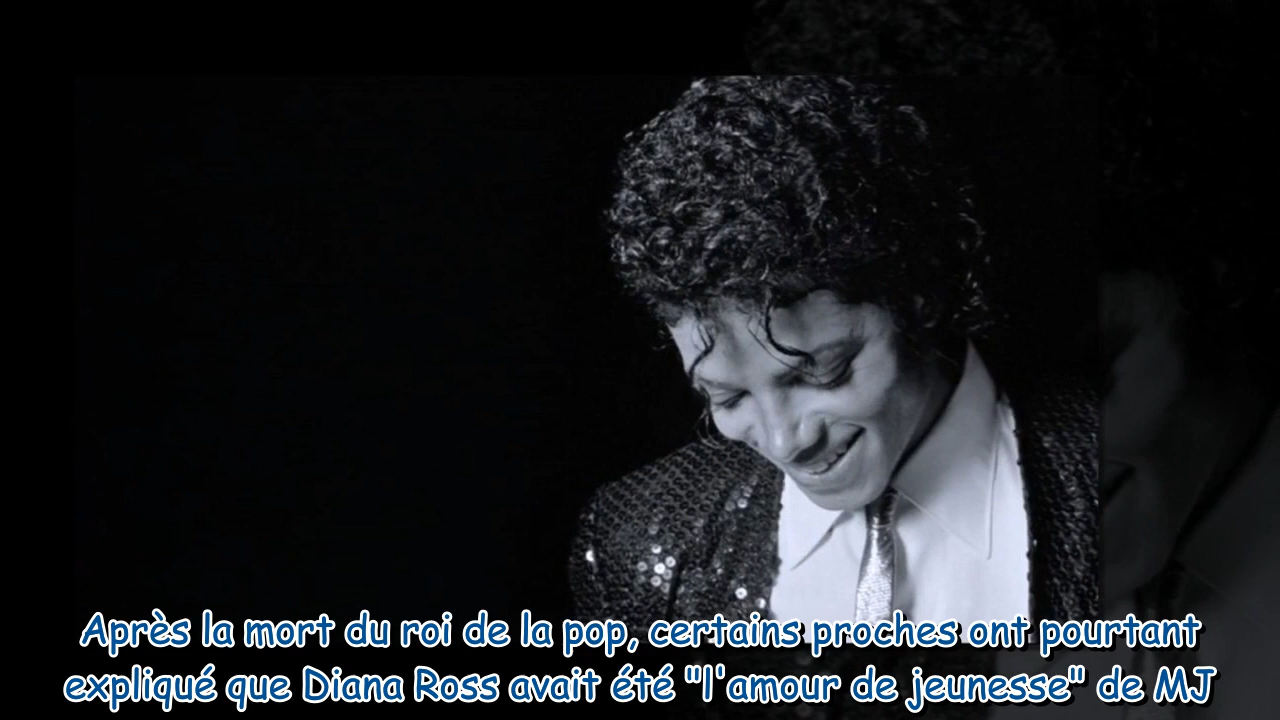 Après la mort du roi de la pop, certains proches ont pourtant
expliqué que Diana Ross avait été "l'amour de jeunesse" de MJ